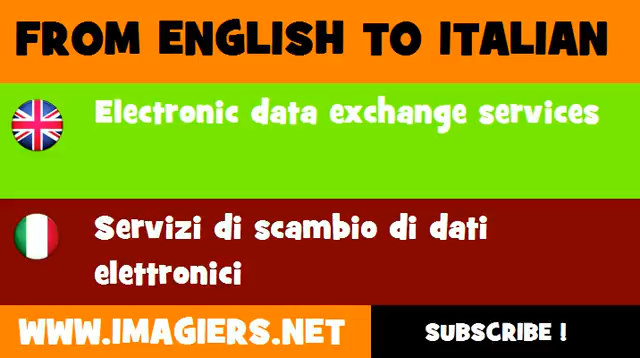 FROM ENGLISH TO ITALIAN
Electronic data exchange services
Servizi di scambio di dati
elettronici
WWW.IMAGIERS.NET
SUBSCRIBE !